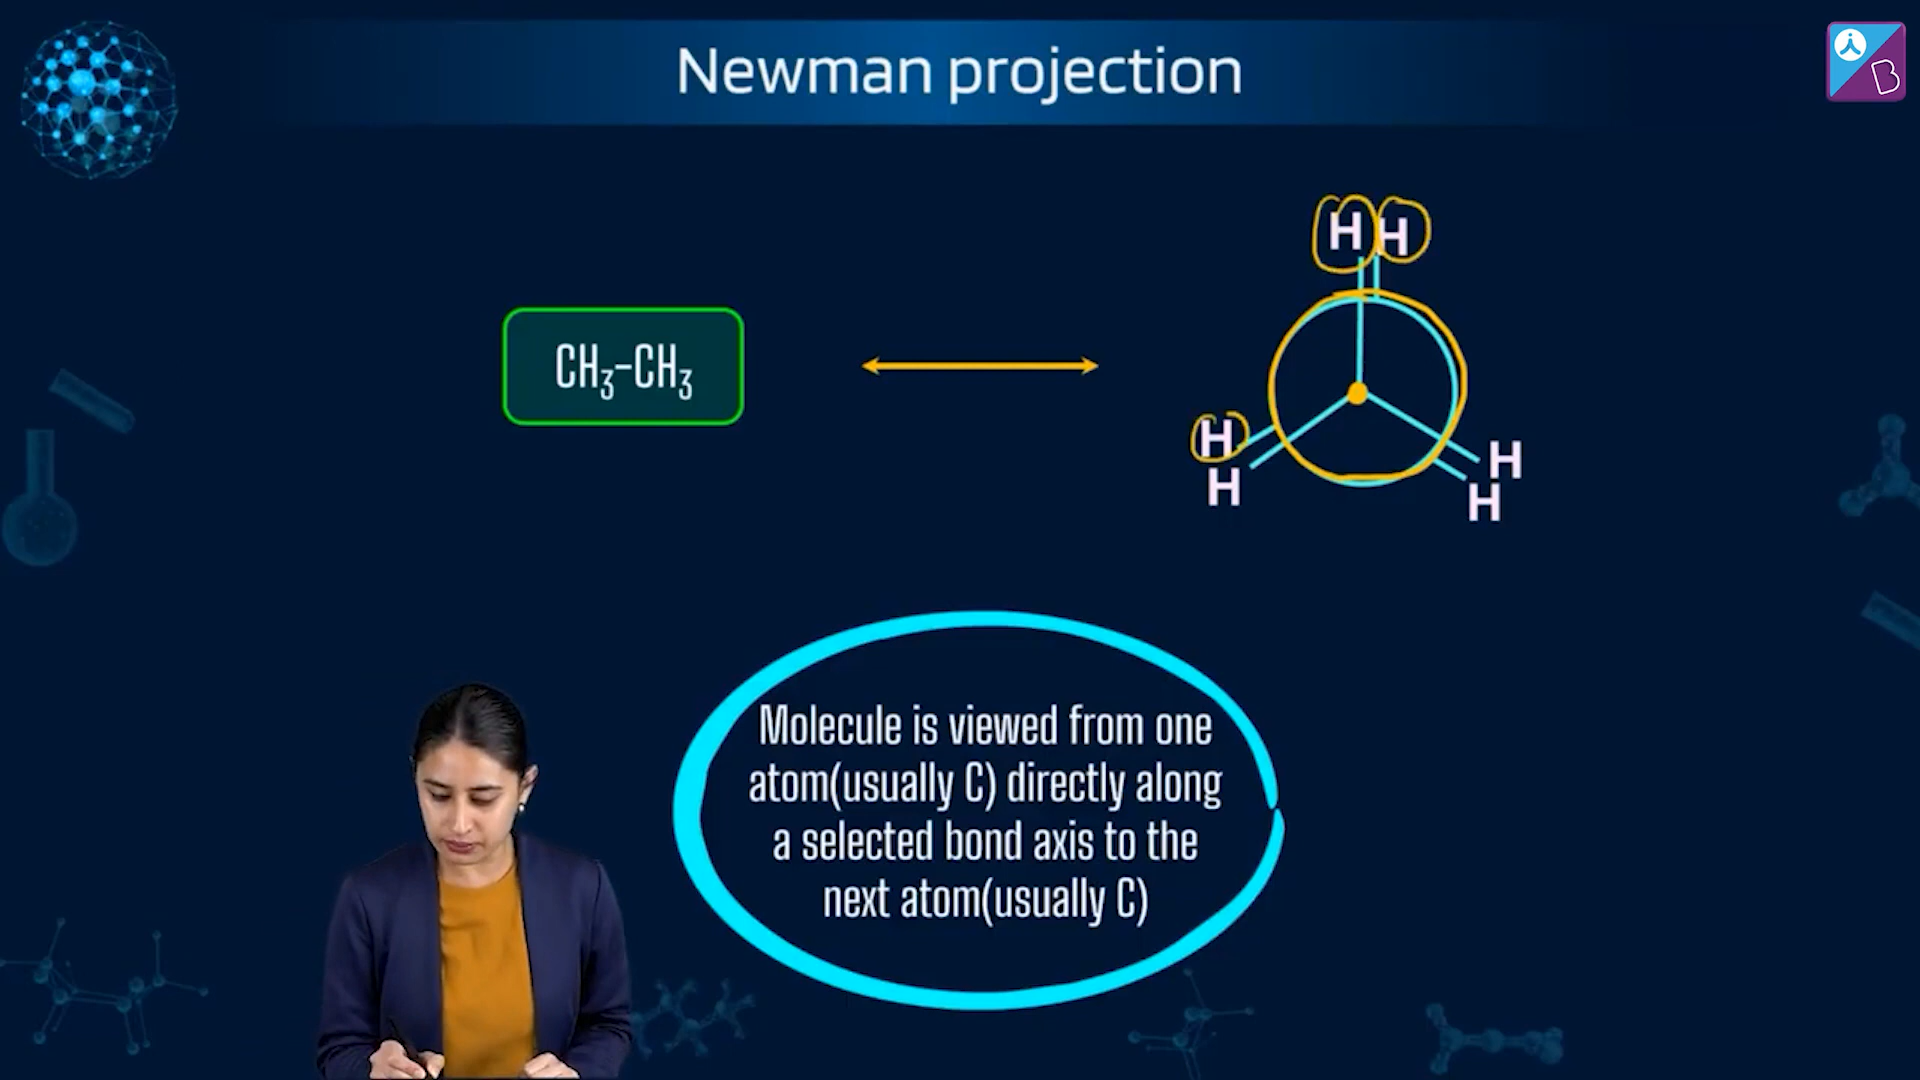 Newman projection
B
H H
CH₃-CH₃
H
H
H
H
Molecule is viewed from one
atom(usually C) directly along
a selected bond axis to the
next atom(usually C)